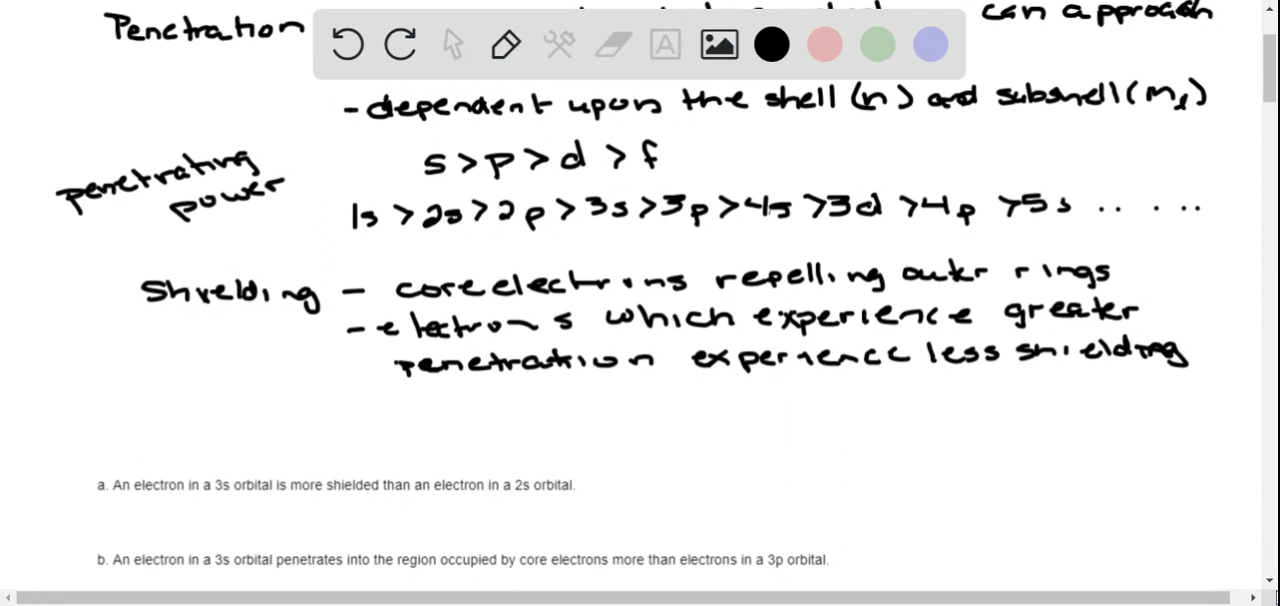 Penetration can approach
- dependent upon the shell (n) and subshell (ml)
penetrating power
s > p > d > f
1s > 2s > 2p > 3s > 3p > 4s > 3d > 4p > 5s .. . ..
Shielding - core electrons repelling outer rings
- electrons which experience greater
penetration experience less shielding
a. An electron in a 3s orbital is more shielded than an electron in a 2s orbital.
b. An electron in a 3s orbital penetrates into the region occupied by core electrons more than electrons in a 3p orbital.